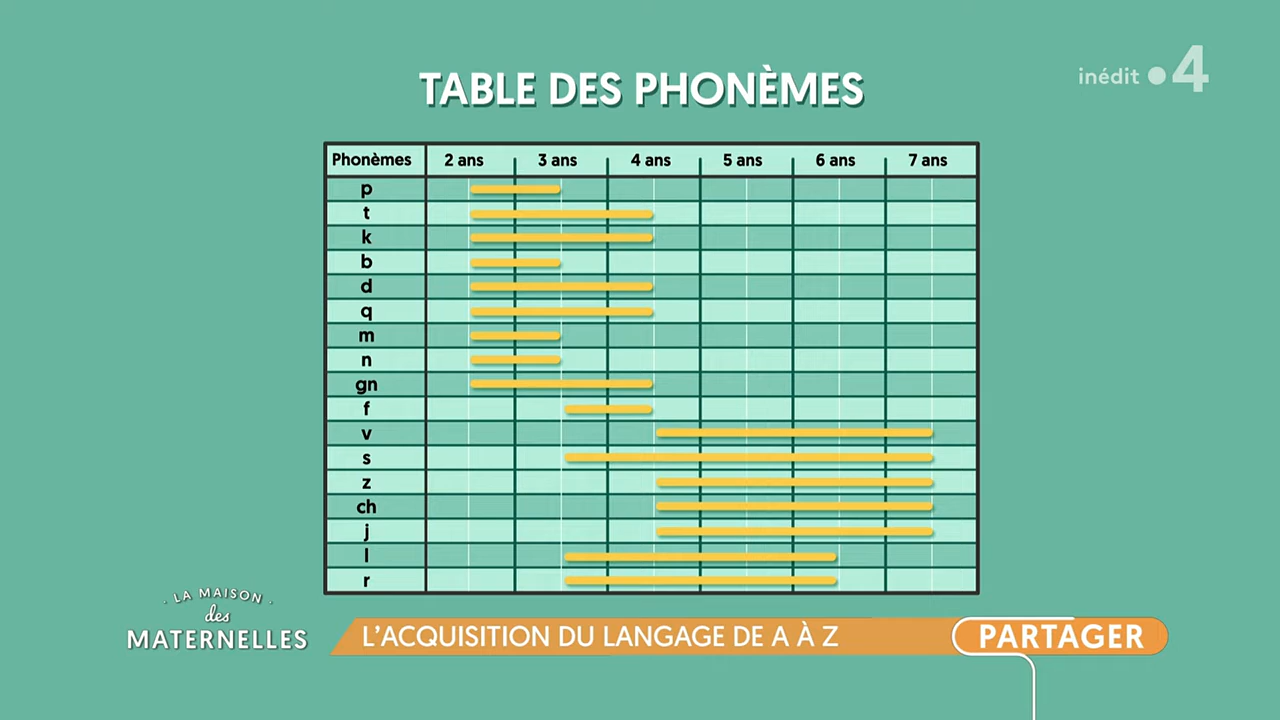 TABLE DES PHONÈMES
inédit 4
Phonèmes 2 ans 3 ans 4 ans 5 ans 6 ans 7 ans
p
t
k
b
d
q
m
n
gn
f
v
s
z
ch
j
l
r
· LA MAISON ·
des
MATERNELLES
L'ACQUISITION DU LANGAGE DE A À Z
PARTAGER